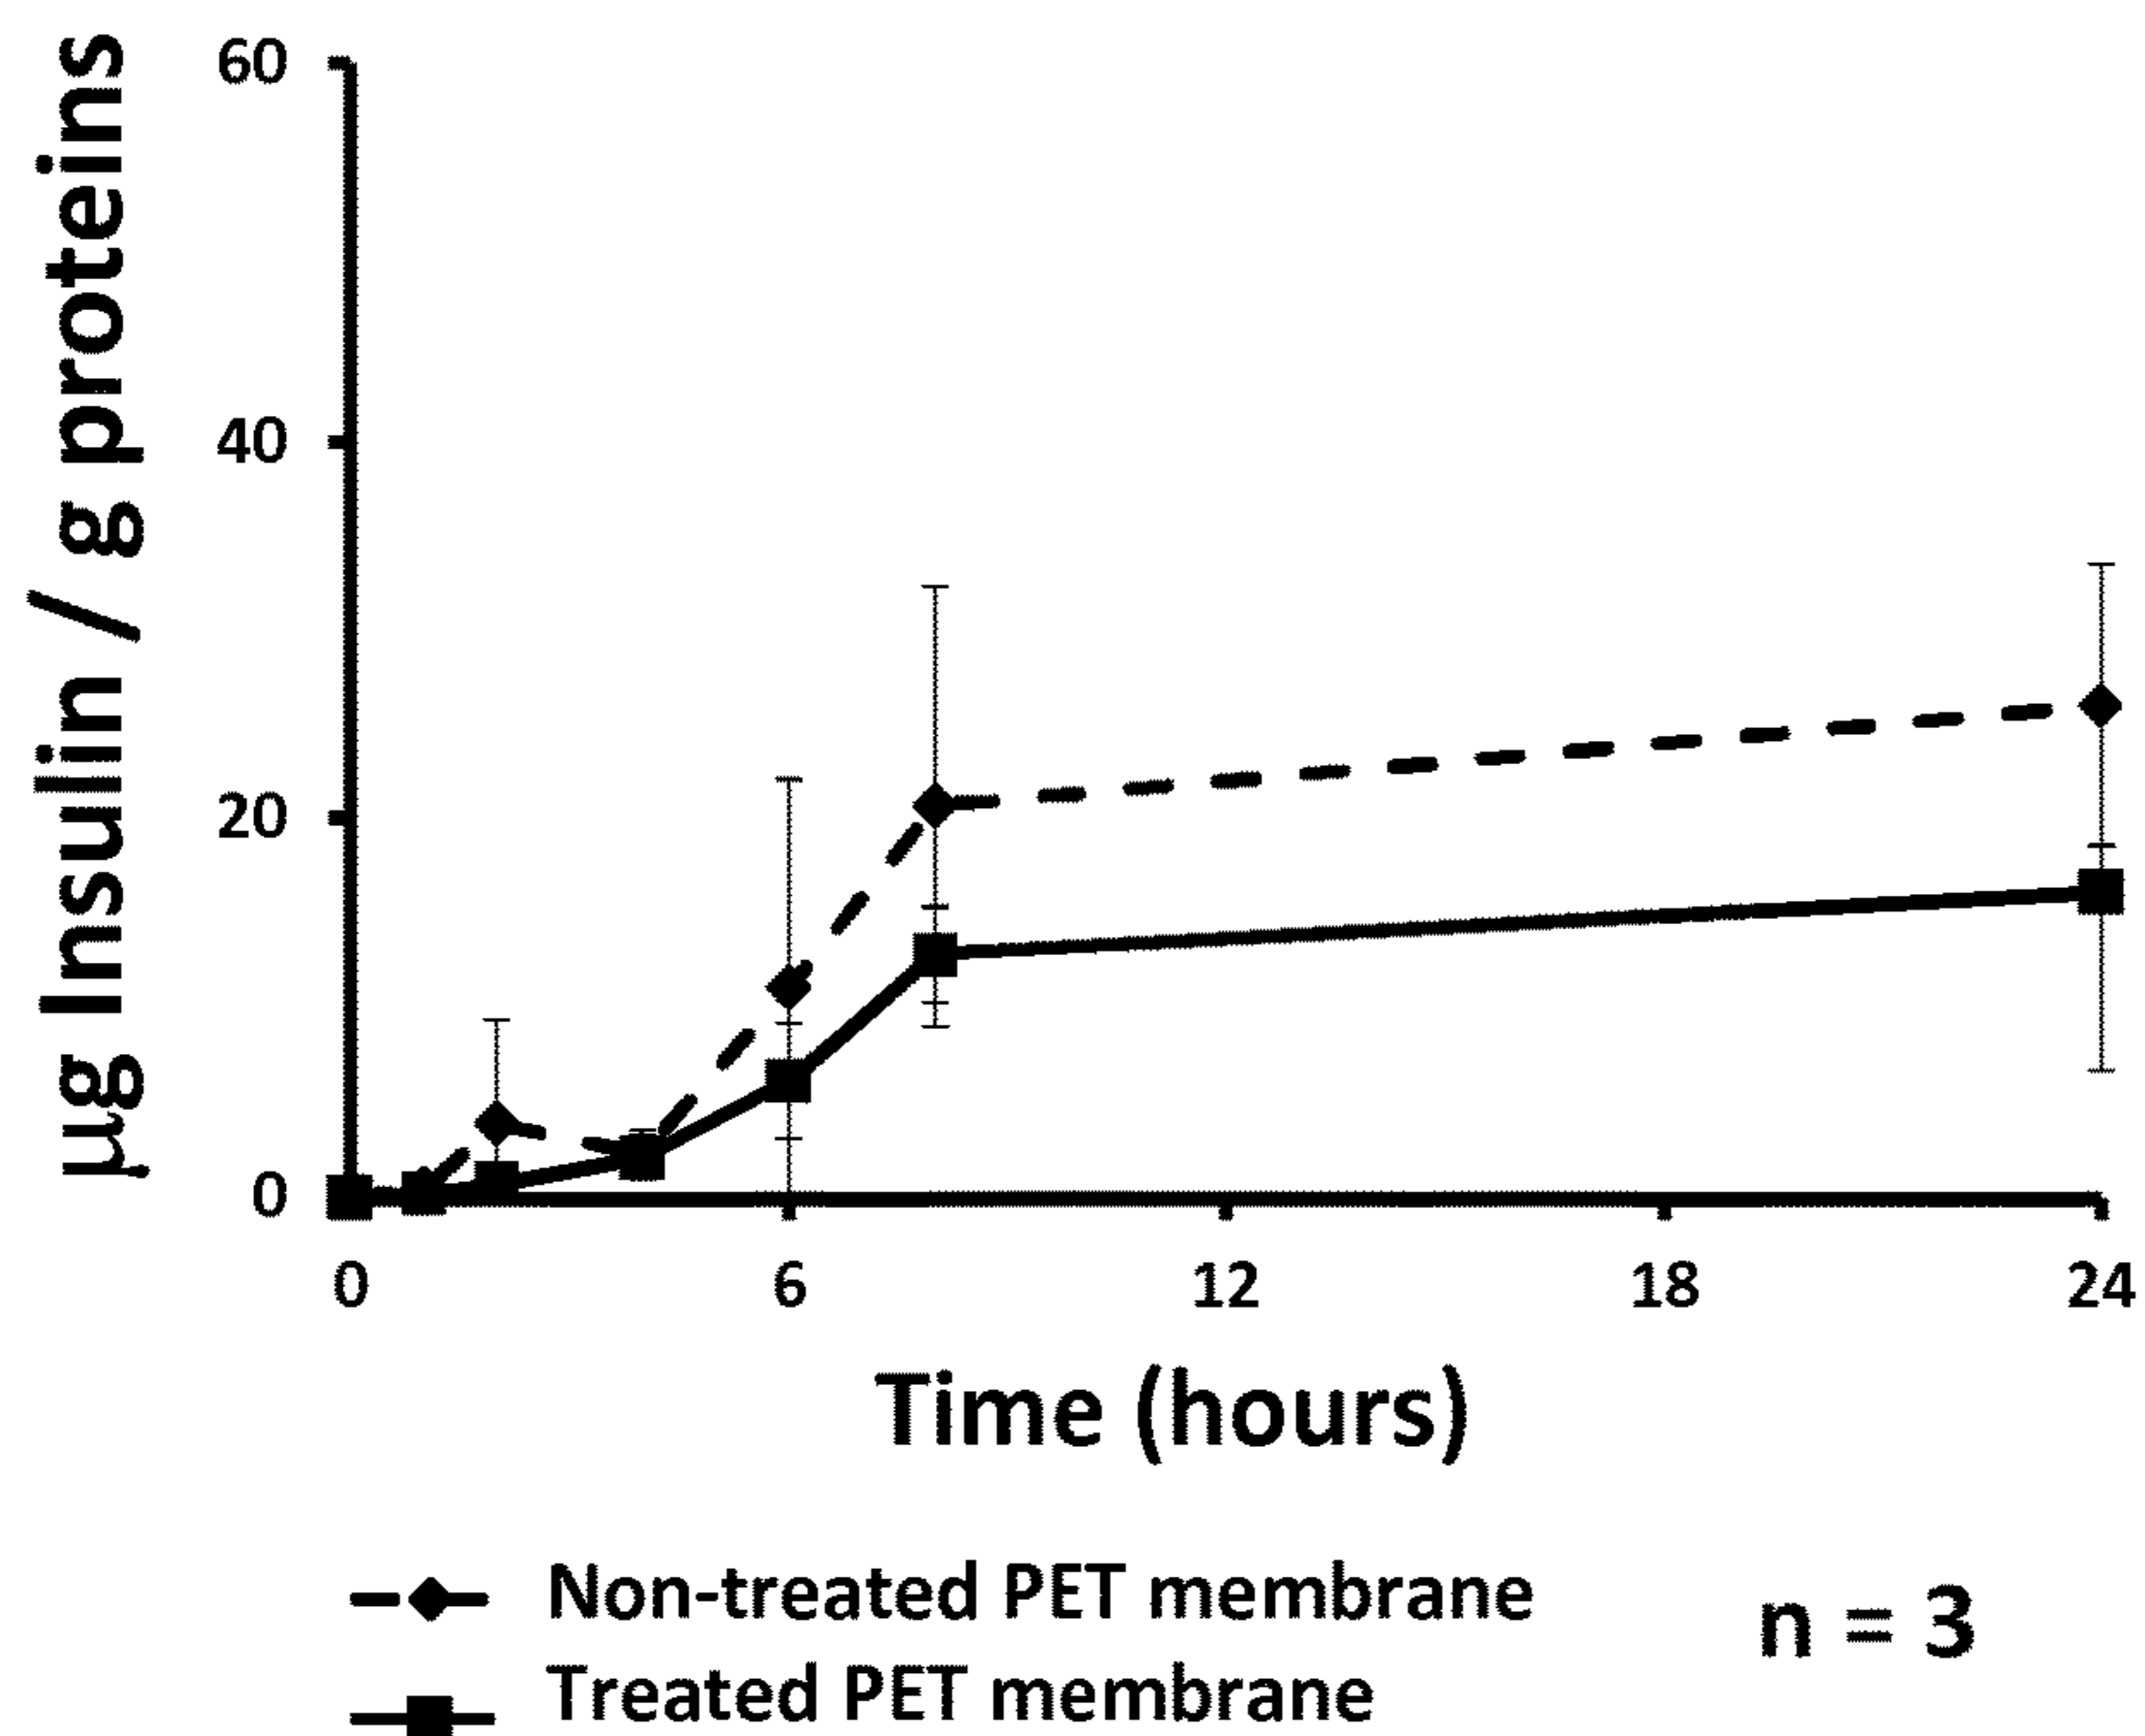 µg Insulin / g proteins
60
40
20
0
0 6 12 18 24
Time (hours)
Non-treated PET membrane
Treated PET membrane
n = 3